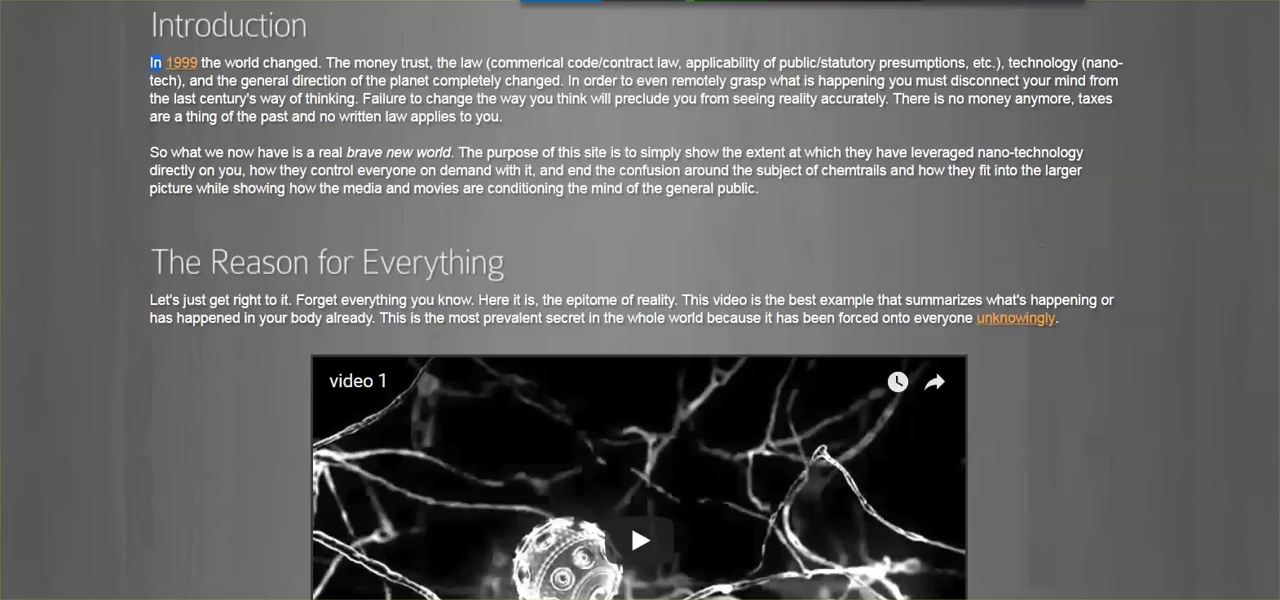 Introduction
In 1999 the world changed. The money trust, the law (commerical code/contract law, applicability of public/statutory presumptions, etc.), technology (nano-
tech), and the general direction of the planet completely changed. In order to even remotely grasp what is happening you must disconnect your mind from
the last century's way of thinking. Failure to change the way you think will preclude you from seeing reality accurately. There is no money anymore, taxes
are a thing of the past and no written law applies to you.
So what we now have is a real brave new world. The purpose of this site is to simply show the extent at which they have leveraged nano-technology
directly on you, how they control everyone on demand with it, and end the confusion around the subject of chemtrails and how they fit into the larger
picture while showing how the media and movies are conditioning the mind of the general public.
The Reason for Everything
Let's just get right to it. Forget everything you know. Here it is, the epitome of reality. This video is the best example that summarizes what's happening or
has happened in your body already. This is the most prevalent secret in the whole world because it has been forced onto everyone unknowingly.
video 1